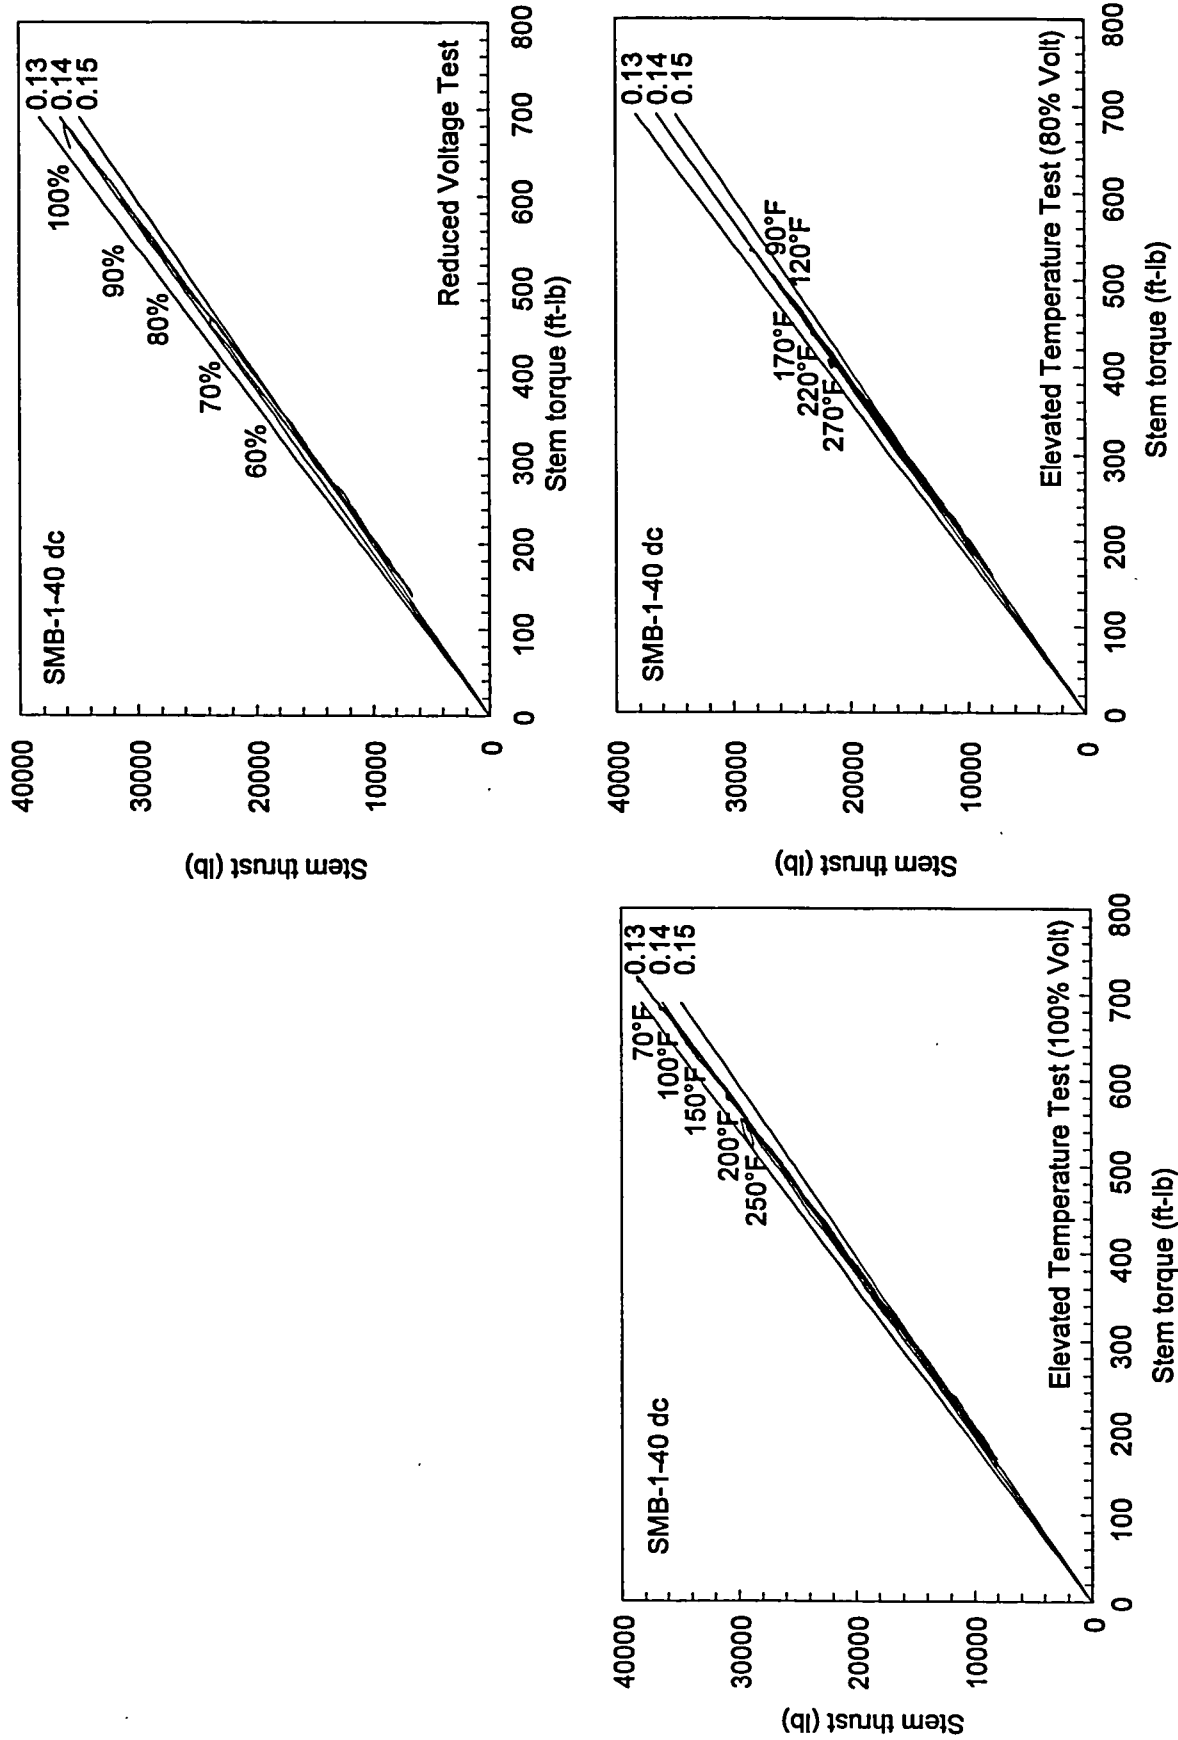 SMB-1-40 dc
40000
30000
20000
10000
0
Stem thrust (lb)
0 100 200 300 400 500 600 700 800
Stem torque (ft-lb)
Reduced Voltage Test
0.13
0.14
0.15
100%
90%
80%
70%
60%
SMB-1-40 dc
40000
30000
20000
10000
0
Stem thrust (lb)
0 100 200 300 400 500 600 700 800
Stem torque (ft-lb)
Elevated Temperature Test (100% Volt)
0.13
0.14
0.15
70°F
100°F
150°F
200°F
250°F
SMB-1-40 dc
40000
30000
20000
10000
0
Stem thrust (lb)
0 100 200 300 400 500 600 700 800
Stem torque (ft-lb)
Elevated Temperature Test (80% Volt)
0.13
0.14
0.15
90°F
120°F
170°F
220°F
270°F